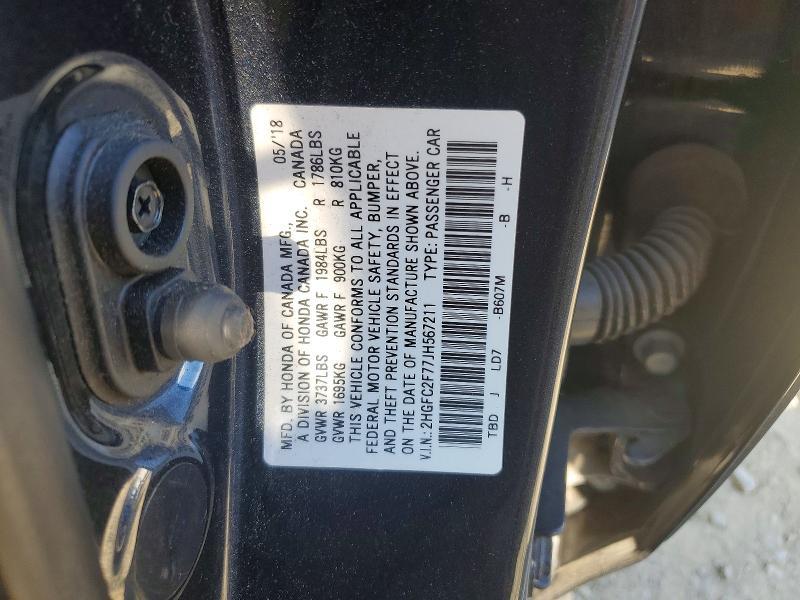 MFD. BY HONDA OF CANADA MFG., 05/'18
A DIVISION OF HONDA CANADA INC. CANADA
GVWR 3737LBS GAWR F 1984LBS R 1786LBS
GVWR 1695KG GAWR F 900KG R 810KG
THIS VEHICLE CONFORMS TO ALL APPLICABLE
FEDERAL MOTOR VEHICLE SAFETY, BUMPER,
AND THEFT PREVENTION STANDARDS IN EFFECT
ON THE DATE OF MANUFACTURE SHOWN ABOVE.
V.I.N.: 2HGFC2F77JH567211 TYPE: PASSENGER CAR
TBD J LD7 -B607M -B -H